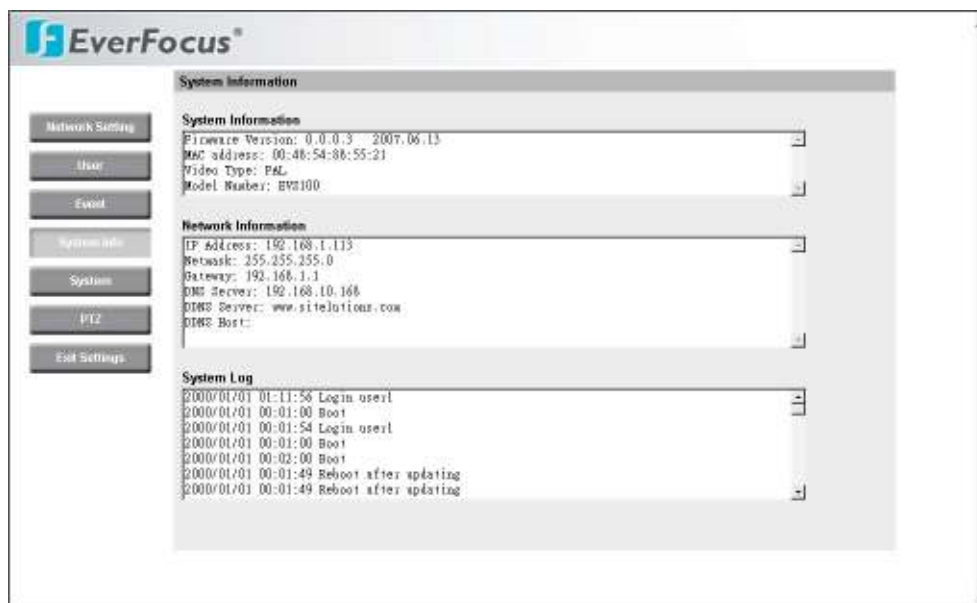 EverFocus®
System Information
Network Setting
User
Event
System Info
System
PTZ
Exit Settings
System Information
Firmware Version: 0.0.0.3 2007.06.13
MAC address: 00:48:54:86:55:21
Video Type: PAL
Model Number: EVS100
Network Information
IP Address: 192.168.1.113
Netmask: 255.255.255.0
Gateway: 192.168.1.1
DNS Server: 192.168.10.168
DDNS Server: www.sitelutions.com
DDNS Host:
System Log
2000/01/01 01:11:56 Login user1
2000/01/01 00:01:00 Boot
2000/01/01 00:01:54 Login user1
2000/01/01 00:01:00 Boot
2000/01/01 00:02:00 Boot
2000/01/01 00:01:49 Reboot after updating
2000/01/01 00:01:49 Reboot after updating